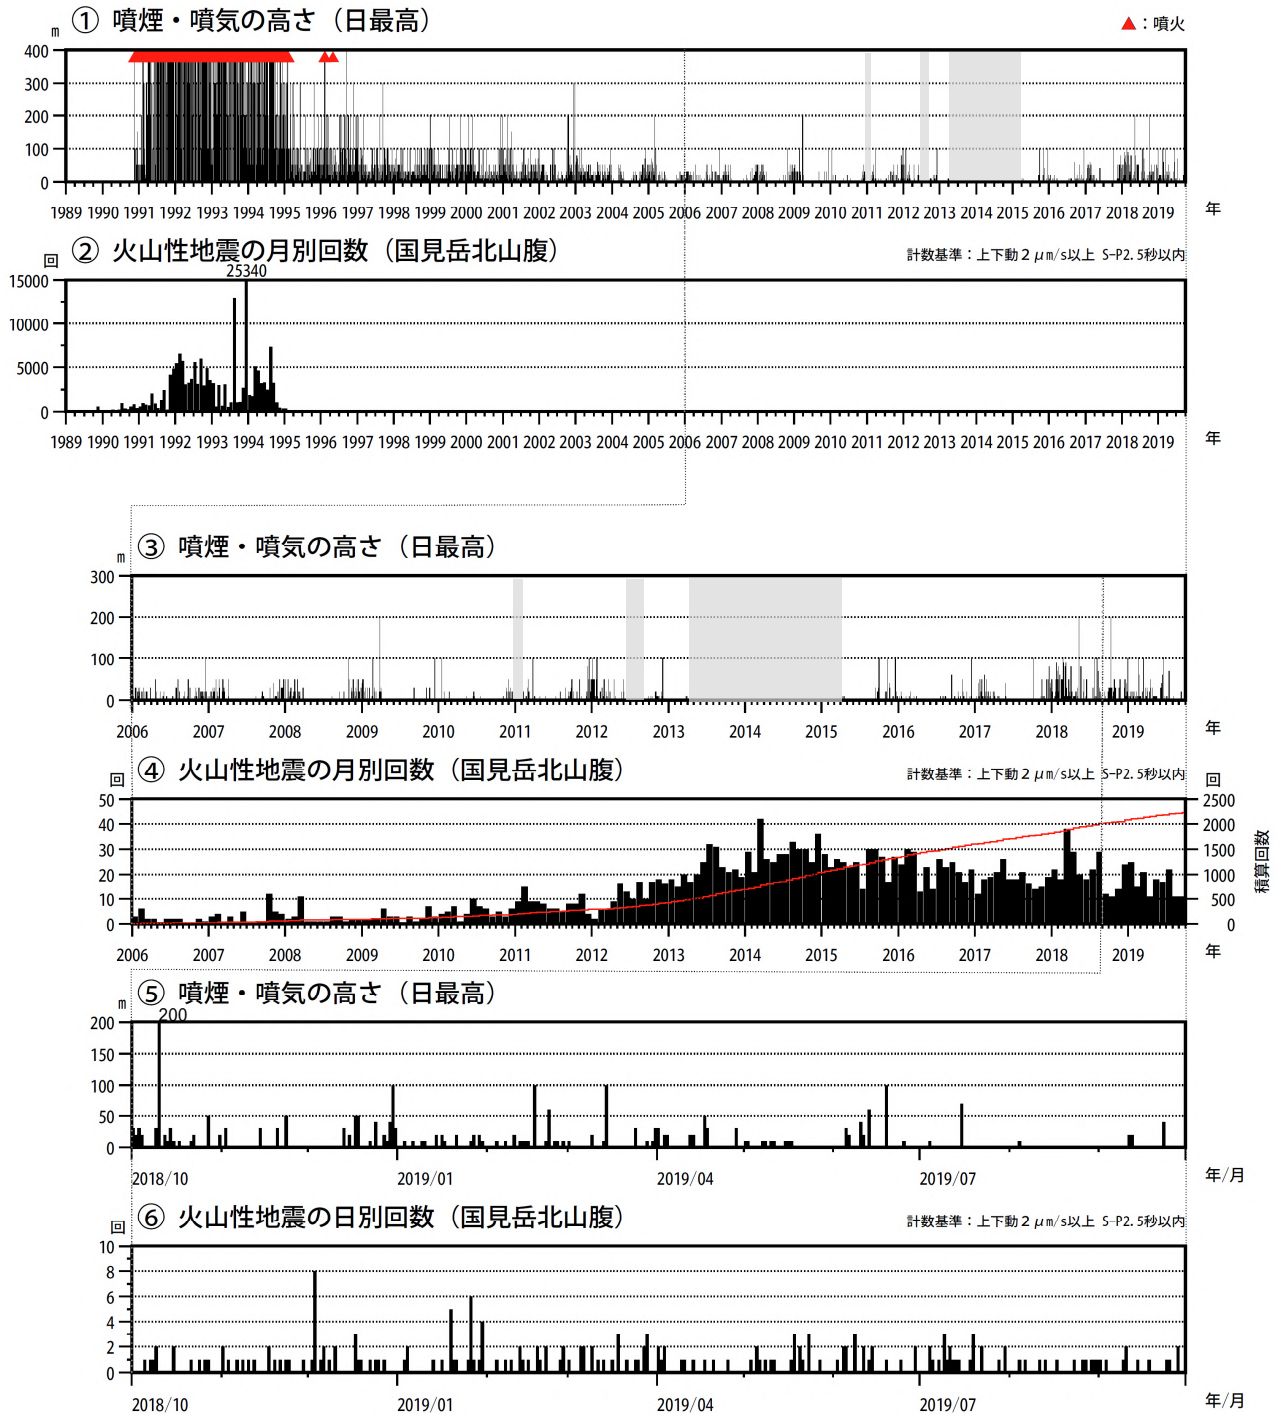 ① 噴煙・噴気の高さ（日最高）
▲：噴火
m
400
300
200
100
0
1989 1990 1991 1992 1993 1994 1995 1996 1997 1998 1999 2000 2001 2002 2003 2004 2005 2006 2007 2008 2009 2010 2011 2012 2013 2014 2015 2016 2017 2018 2019 年
② 火山性地震の月別回数（国見岳北山腹）
計数基準：上下動2μm/s以上 S-P2.5秒以内
回
25340
15000
10000
5000
0
1989 1990 1991 1992 1993 1994 1995 1996 1997 1998 1999 2000 2001 2002 2003 2004 2005 2006 2007 2008 2009 2010 2011 2012 2013 2014 2015 2016 2017 2018 2019 年
③ 噴煙・噴気の高さ（日最高）
m
300
200
100
0
2006 2007 2008 2009 2010 2011 2012 2013 2014 2015 2016 2017 2018 2019 年
④ 火山性地震の月別回数（国見岳北山腹）
計数基準：上下動2μm/s以上 S-P2.5秒以内
回 回
50 2500
40 2000
30 1500
20 1000
10 500
0 0
積算回数
2006 2007 2008 2009 2010 2011 2012 2013 2014 2015 2016 2017 2018 2019 年
⑤ 噴煙・噴気の高さ（日最高）
m
200
200
150
100
50
0
2018/10 2019/01 2019/04 2019/07 年/月
⑥ 火山性地震の日別回数（国見岳北山腹）
計数基準：上下動2μm/s以上 S-P2.5秒以内
回
10
8
6
4
2
0
2018/10 2019/01 2019/04 2019/07 年/月